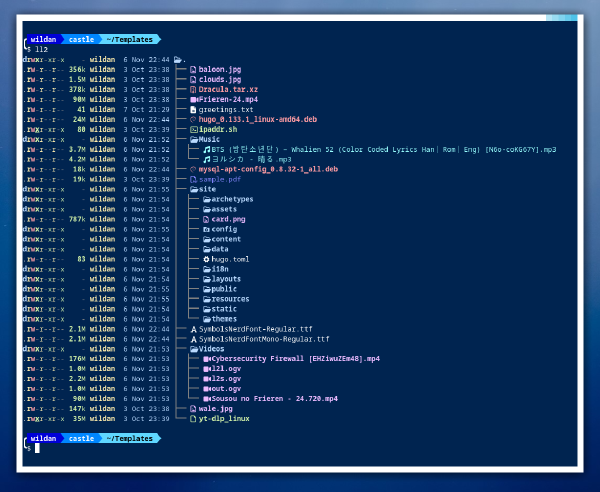 wildan castle ~/Templates
$ ll2
drwxr-xr-x - wildan 6 Nov 22:44 .
.rw-r--r-- 356k wildan 3 Oct 23:38 baloon.jpg
.rw-r--r-- 1.5M wildan 3 Oct 23:38 clouds.jpg
.rw-r--r-- 378k wildan 3 Oct 23:38 Dracula.tar.xz
.rw-r--r-- 90M wildan 3 Oct 23:38 Frieren-24.mp4
.rw-r--r-- 41 wildan 7 Oct 21:29 greetings.txt
.rw-r--r-- 24M wildan 6 Nov 22:44 hugo_0.133.1_linux-amd64.deb
.rwxr-xr-x 80 wildan 3 Oct 23:39 ipaddr.sh
drwxr-xr-x - wildan 6 Nov 21:52 Music
.rw-r--r-- 3.7M wildan 6 Nov 21:52 BTS (방탄소년단) - Whalien 52 (Color Coded Lyrics Han| Rom| Eng) [N6o-coKG67Y].mp3
.rw-r--r-- 4.2M wildan 6 Nov 21:52 ヨルシカ - 晴る.mp3
.rw-r--r-- 18k wildan 6 Nov 22:44 mysql-apt-config_0.8.32-1_all.deb
.rw-r--r-- 19k wildan 3 Oct 23:39 sample.pdf
drwxr-xr-x - wildan 6 Nov 21:55 site
drwxr-xr-x - wildan 6 Nov 21:54 archetypes
drwxr-xr-x - wildan 6 Nov 21:54 assets
.rw-r--r-- 787k wildan 6 Nov 21:54 card.png
drwxr-xr-x - wildan 6 Nov 21:54 config
drwxr-xr-x - wildan 6 Nov 21:54 content
drwxr-xr-x - wildan 6 Nov 21:54 data
.rw-r--r-- 83 wildan 6 Nov 21:54 hugo.toml
drwxr-xr-x - wildan 6 Nov 21:54 i18n
drwxr-xr-x - wildan 6 Nov 21:54 layouts
drwxr-xr-x - wildan 6 Nov 21:55 public
drwxr-xr-x - wildan 6 Nov 21:55 resources
drwxr-xr-x - wildan 6 Nov 21:54 static
drwxr-xr-x - wildan 6 Nov 21:54 themes
.rw-r--r-- 2.1M wildan 6 Nov 22:44 SymbolsNerdFont-Regular.ttf
.rw-r--r-- 2.1M wildan 6 Nov 22:44 SymbolsNerdFontMono-Regular.ttf
drwxr-xr-x - wildan 6 Nov 21:53 Videos
.rw-r--r-- 176M wildan 6 Nov 21:53 Cybersecurity Firewall [EHZiwuZEm48].mp4
.rw-r--r-- 1.0M wildan 6 Nov 21:53 l2l.ogv
.rw-r--r-- 2.2M wildan 6 Nov 21:53 l2s.ogv
.rw-r--r-- 1.0M wildan 6 Nov 21:53 out.ogv
.rw-r--r-- 90M wildan 6 Nov 21:53 Sousou no Frieren - 24.720.mp4
.rw-r--r-- 147k wildan 3 Oct 23:38 wale.jpg
.rwxr-xr-x 35M wildan 3 Oct 23:39 yt-dlp_linux
wildan castle ~/Templates
$